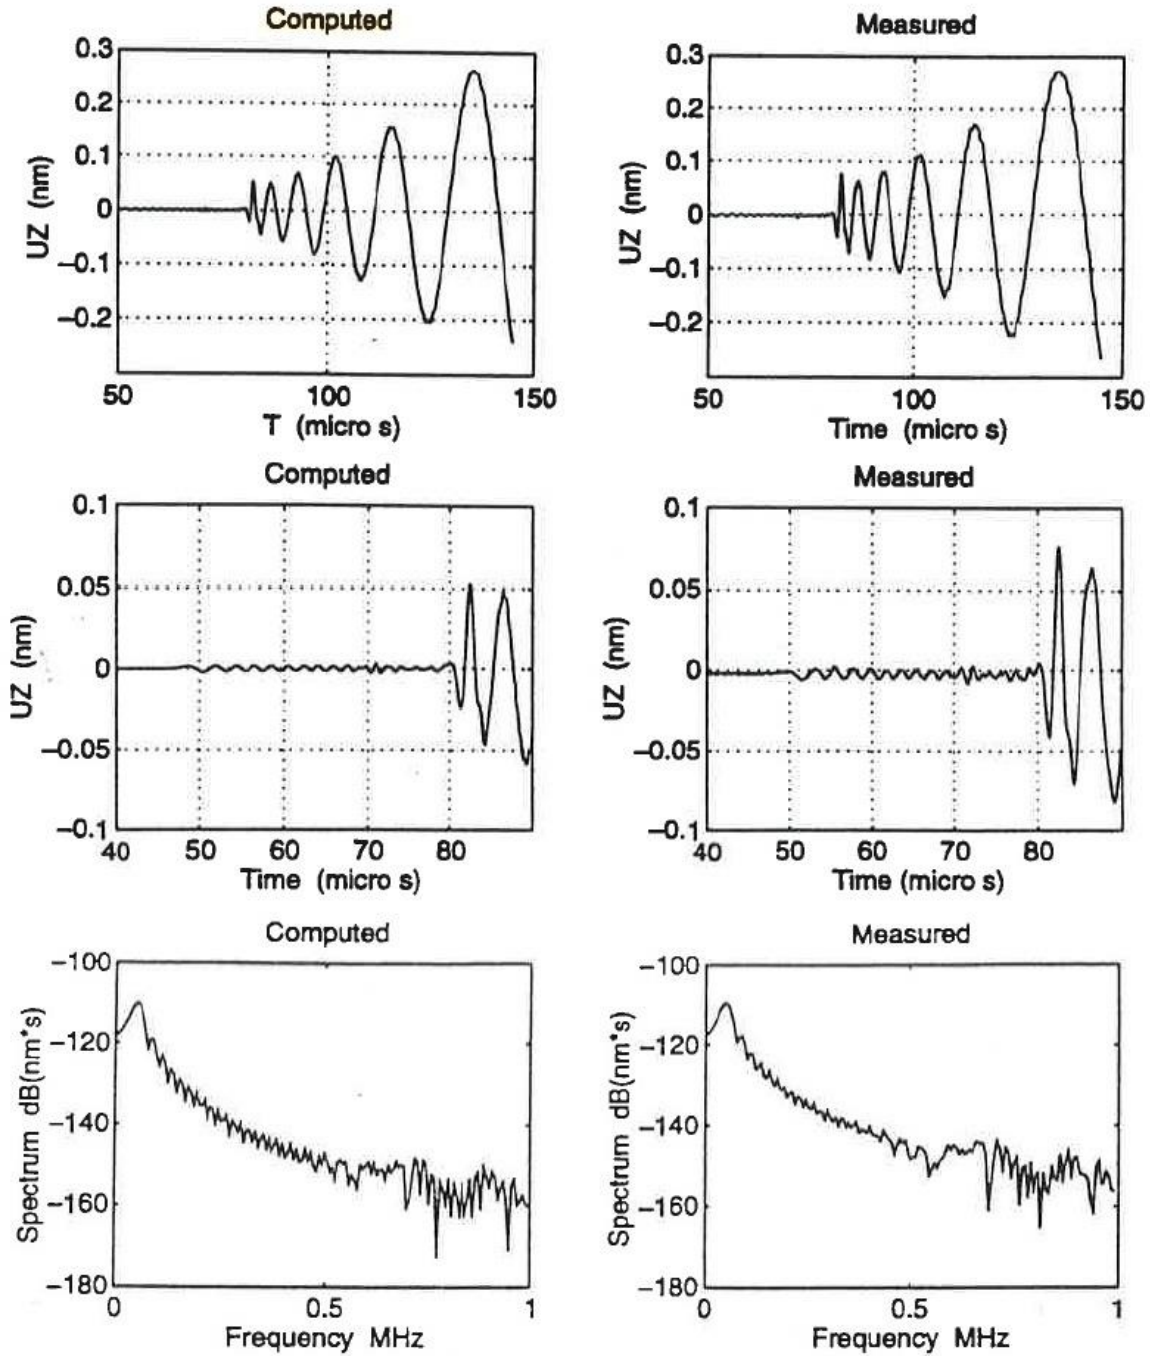 Computed
0.3
0.2
0.1
0
−0.1
−0.2
UZ (nm)
50 100 150
T (micro s)
Measured
0.3
0.2
0.1
0
−0.1
−0.2
UZ (nm)
50 100 150
Time (micro s)
Computed
0.1
0.05
0
−0.05
−0.1
UZ (nm)
40 50 60 70 80
Time (micro s)
Measured
0.1
0.05
0
−0.05
−0.1
UZ (nm)
40 50 60 70 80
Time (micro s)
Computed
−100
−120
−140
−160
−180
Spectrum dB(nm*s)
0 0.5 1
Frequency MHz
Measured
−100
−120
−140
−160
−180
Spectrum dB(nm*s)
0 0.5 1
Frequency MHz